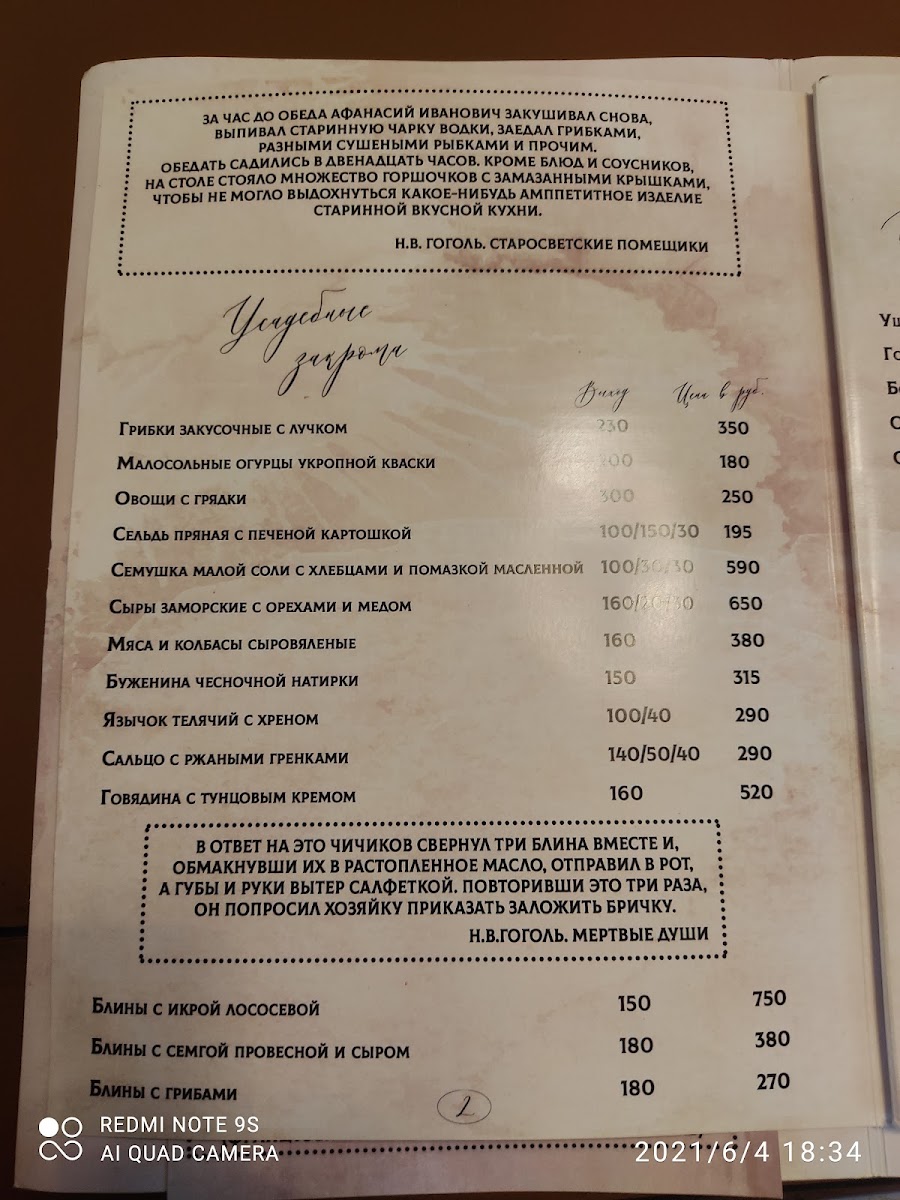 ЗА ЧАС ДО ОБЕДА АФАНАСИЙ ИВАНОВИЧ ЗАКУШИВАЛ СНОВА,
ВЫПИВАЛ СТАРИННУЮ ЧАРКУ ВОДКИ, ЗАЕДАЛ ГРИБКАМИ,
РАЗНЫМИ СУШЕНЫМИ РЫБКАМИ И ПРОЧИМ.
ОБЕДАТЬ САДИЛИСЬ В ДВЕНАДЦАТЬ ЧАСОВ. КРОМЕ БЛЮД И СОУСНИКОВ,
НА СТОЛЕ СТОЯЛО МНОЖЕСТВО ГОРШОЧКОВ С ЗАМАЗАННЫМИ КРЫШКАМИ,
ЧТОБЫ НЕ МОГЛО ВЫДОХНУТЬСЯ КАКОЕ-НИБУДЬ АМППЕТИТНОЕ ИЗДЕЛИЕ
СТАРИННОЙ ВКУСНОЙ КУХНИ.
Н.В. ГОГОЛЬ. СТАРОСВЕТСКИЕ ПОМЕЩИКИ
Усадебные
закрома
Выход Цена в руб.
ГРИБКИ ЗАКУСОЧНЫЕ С ЛУЧКОМ 230 350
МАЛОСОЛЬНЫЕ ОГУРЦЫ УКРОПНОЙ КВАСКИ 180
ОВОЩИ С ГРЯДКИ 300 250
СЕЛЬДЬ ПРЯНАЯ С ПЕЧЕНОЙ КАРТОШКОЙ 100/150/30 195
СЕМУШКА МАЛОЙ СОЛИ С ХЛЕБЦАМИ И ПОМАЗКОЙ МАСЛЕННОЙ 100/30/30 590
СЫРЫ ЗАМОРСКИЕ С ОРЕХАМИ И МЕДОМ 160/20/30 650
МЯСА И КОЛБАСЫ СЫРОВЯЛЕНЫЕ 160 380
БУЖЕНИНА ЧЕСНОЧНОЙ НАТИРКИ 150 315
ЯЗЫЧОК ТЕЛЯЧИЙ С ХРЕНОМ 100/40 290
САЛЬЦО С РЖАНЫМИ ГРЕНКАМИ 140/50/40 290
ГОВЯДИНА С ТУНЦОВЫМ КРЕМОМ 160 520
В ОТВЕТ НА ЭТО ЧИЧИКОВ СВЕРНУЛ ТРИ БЛИНА ВМЕСТЕ И,
ОБМАКНУВШИ ИХ В РАСТОПЛЕННОЕ МАСЛО, ОТПРАВИЛ В РОТ,
А ГУБЫ И РУКИ ВЫТЕР САЛФЕТКОЙ. ПОВТОРИВШИ ЭТО ТРИ РАЗА,
ОН ПОПРОСИЛ ХОЗЯЙКУ ПРИКАЗАТЬ ЗАЛОЖИТЬ БРИЧКУ.
Н.В.ГОГОЛЬ. МЕРТВЫЕ ДУШИ
БЛИНЫ С ИКРОЙ ЛОСОСЕВОЙ 150 750
БЛИНЫ С СЕМГОЙ ПРОВЕСНОЙ И СЫРОМ 180 380
БЛИНЫ С ГРИБАМИ 180 270
2
REDMI NOTE 9S
AI QUAD CAMERA
2021/6/4 18:34